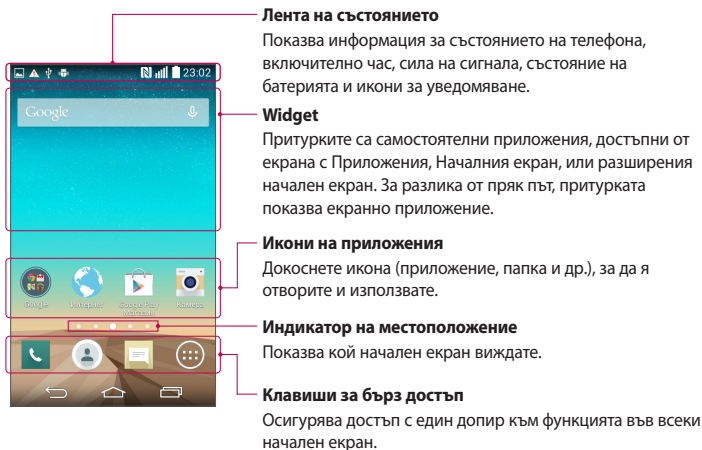 Лента на състоянието
Показва информация за състоянието на телефона,
включително час, сила на сигнала, състояние на
батерията и икони за уведомяване.
23:02
Google
Widget
Притурките са самостоятелни приложения, достъпни от
екрана с Приложения, Началния екран, или разширения
начален екран. За разлика от пряк път, притурката
показва екранно приложение.
Икони на приложения
Докоснете икона (приложение, папка и др.), за да я
отворите и използвате.
Google
Интернет
Google Play
Магазин
Камера
Индикатор на местоположение
Показва кой начален екран виждате.
Клавиши за бърз достъп
Осигурява достъп с един допир към функцията във всеки
начален екран.